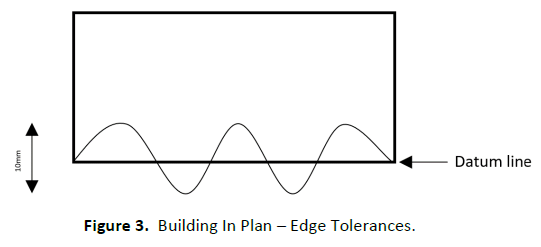 10mm
Datum line
Figure 3. Building In Plan – Edge Tolerances.